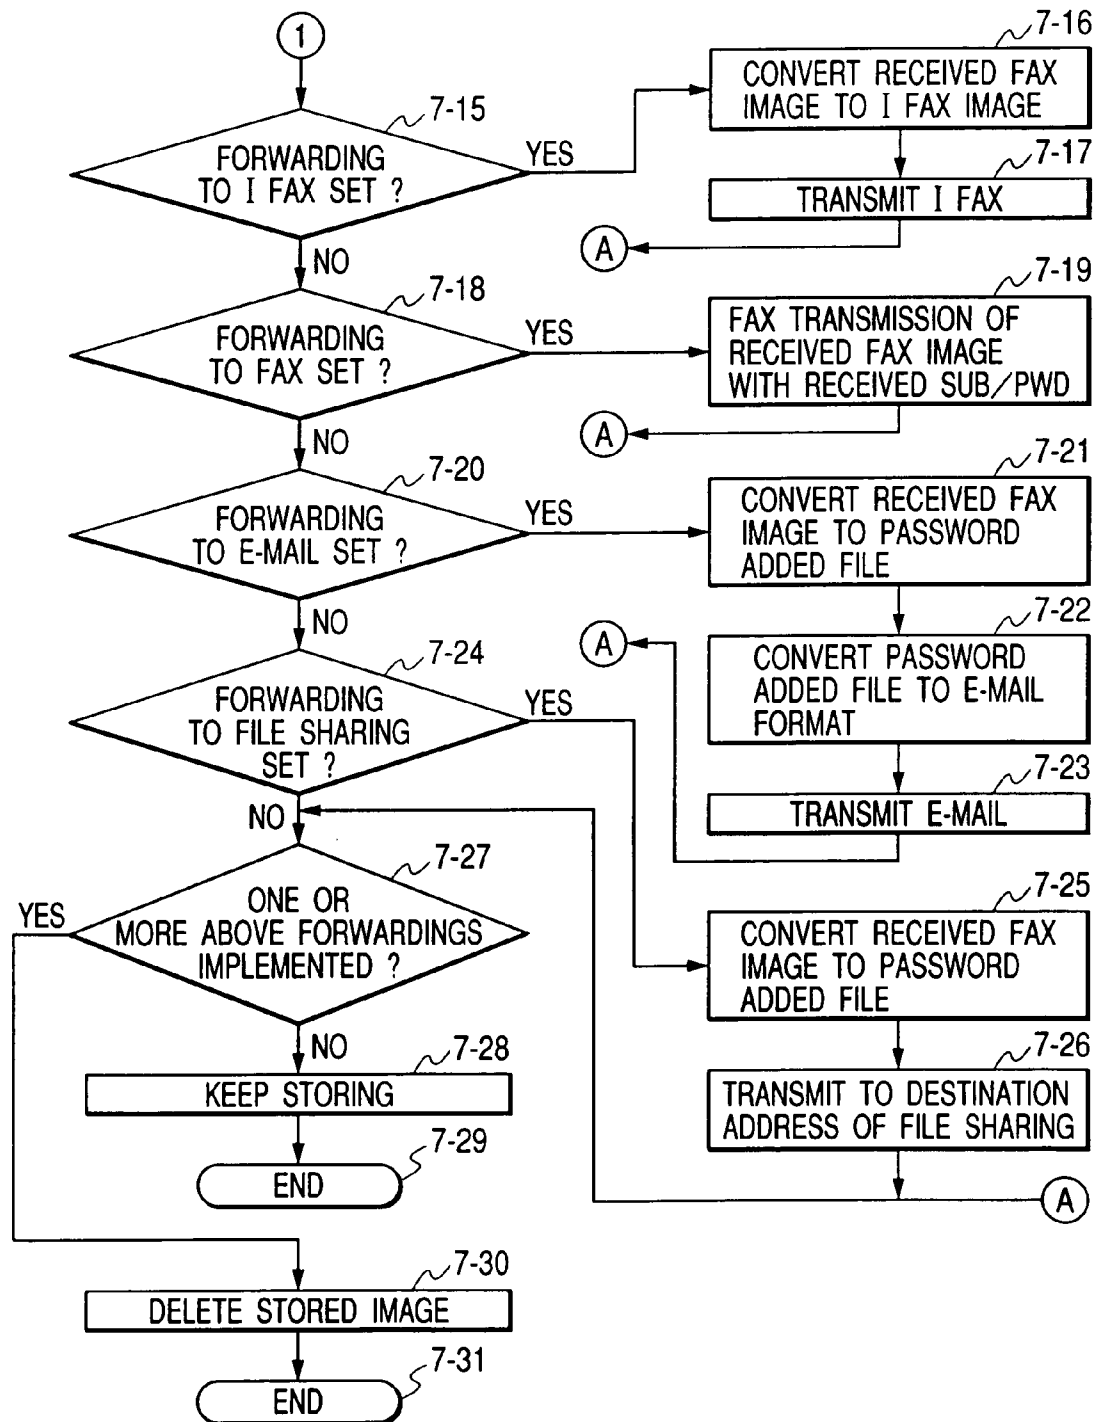 1
7-15
FORWARDING
TO I FAX SET ?
YES
NO
7-16
CONVERT RECEIVED FAX
IMAGE TO I FAX IMAGE
7-17
TRANSMIT I FAX
A
7-18
FORWARDING
TO FAX SET ?
YES
NO
7-19
FAX TRANSMISSION OF
RECEIVED FAX IMAGE
WITH RECEIVED SUB/PWD
A
7-20
FORWARDING
TO E-MAIL SET ?
YES
NO
7-21
CONVERT RECEIVED FAX
IMAGE TO PASSWORD
ADDED FILE
7-22
CONVERT PASSWORD
ADDED FILE TO E-MAIL
FORMAT
7-23
TRANSMIT E-MAIL
A
7-24
FORWARDING
TO FILE SHARING
SET ?
YES
NO
7-25
CONVERT RECEIVED FAX
IMAGE TO PASSWORD
ADDED FILE
7-26
TRANSMIT TO DESTINATION
ADDRESS OF FILE SHARING
A
7-27
ONE OR
MORE ABOVE FORWARDINGS
IMPLEMENTED ?
YES
NO
7-28
KEEP STORING
7-29
END
7-30
DELETE STORED IMAGE
7-31
END